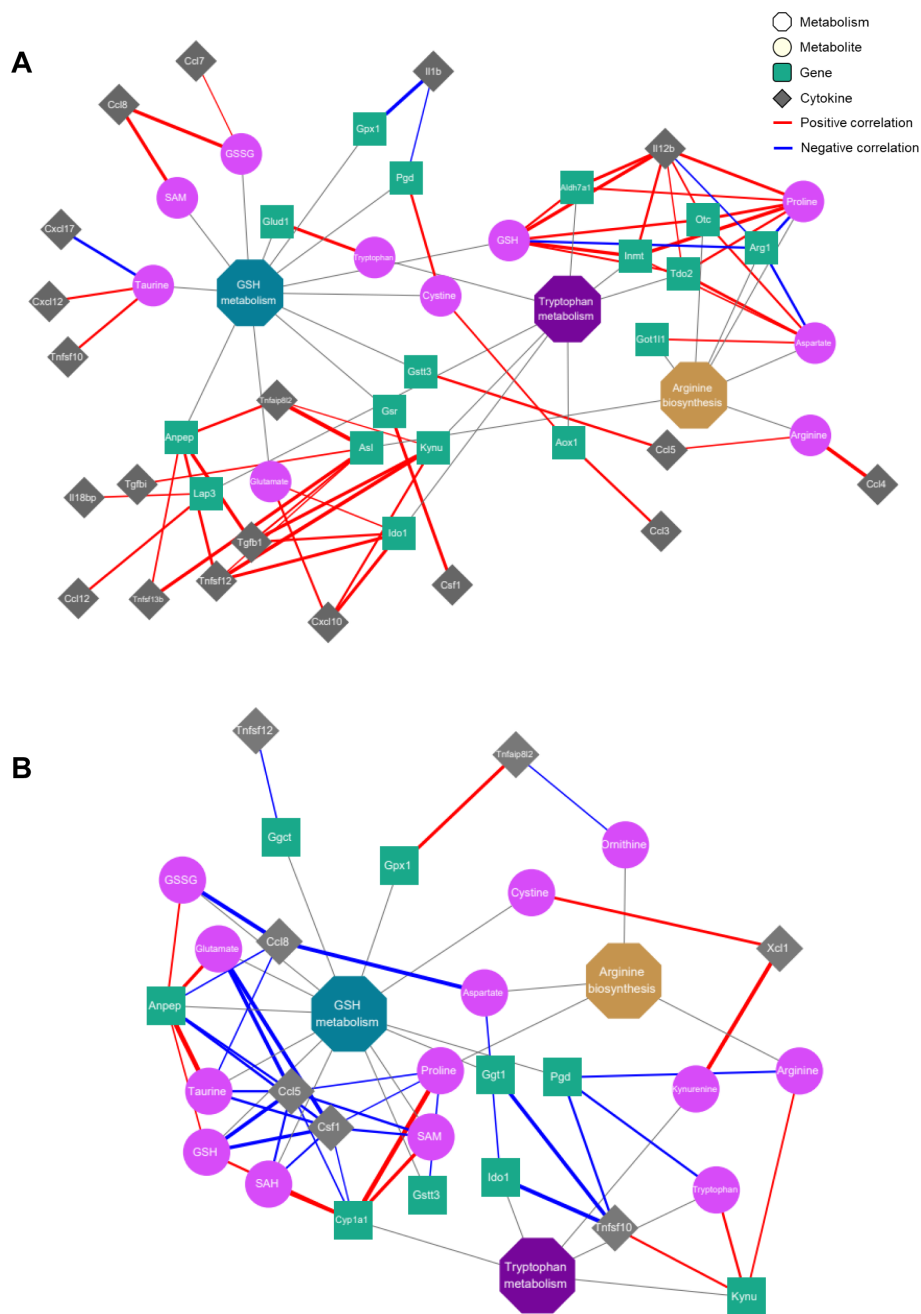 Metabolism
Metabolite
Gene
Cytokine
Positive correlation
Negative correlation
A
Ccl7
Il1b
Ccl8
Gpx1
GSSG
Il12b
Pgd
Aldh7a1
SAM
Proline
Glud1
Otc
Cxcl17
GSH
Arg1
Tryptophan
Inmt
Tdo2
Taurine
GSH
metabolism
Cystine
Cxcl12
Tryptophan
metabolism
Got1l1
Aspartate
Tnfsf10
Gstt3
Arginine
biosynthesis
Tnfaip8l2
Gsr
Anpep
Asl
Kynu
Aox1
Ccl5
Arginine
Tgfbi
Glutamate
Ccl4
Il18bp
Lap3
Ido1
Ccl3
Tgfb1
Tnfsf12
Csf1
Ccl12
Tnfsf13b
Cxcl10
B
Tnfsf12
Tnfaip8l2
Ggct
Ornithine
Gpx1
GSSG
Cystine
Ccl8
Glutamate
Xcl1
Arginine
biosynthesis
Aspartate
Anpep
GSH
metabolism
Proline
Ggt1
Pgd
Arginine
Taurine
Ccl5
Kynurenine
Csf1
SAM
GSH
Ido1
SAH
Gstt3
Tryptophan
Cyp1a1
Tnfsf10
Tryptophan
metabolism
Kynu